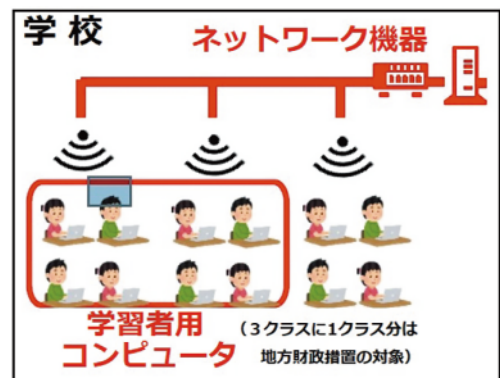 学校
ネットワーク機器
学習者用
コンピュータ
（３クラスに1クラス分は
地方財政措置の対象）